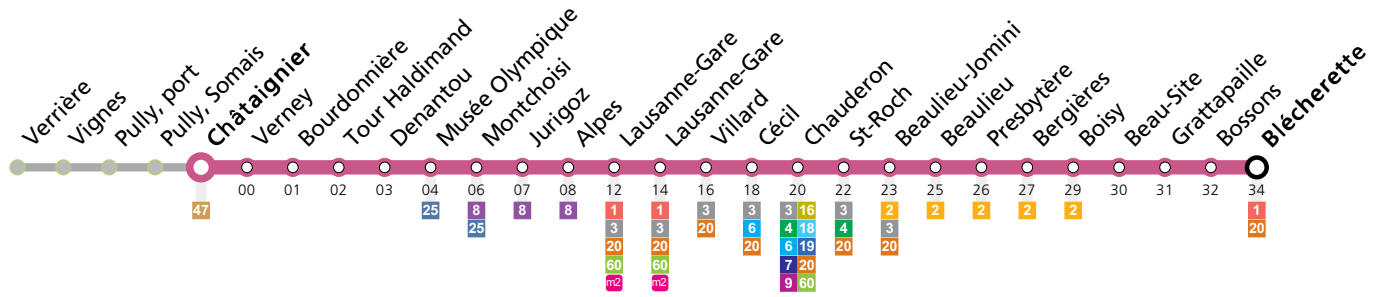 Verrière
Vignes
Pully, port
Pully, Somais
Châtaignier
Verney
Bourdonnière
Tour Haldimand
Denantou
Musée Olympique
Montchoisi
Jurigoz
Alpes
Lausanne-Gare
Lausanne-Gare
Villard
Cécil
Chauderon
St-Roch
Beaulieu-Jomini
Beaulieu
Presbytère
Bergières
Boisy
Beau-Site
Grattapaille
Bossons
Blécherette
00 01 02 03 04 06 07 08 12 14 16 18 20 22 23 25 26 27 29 30 31 32 34
47 25 8 8 8 1 1 3 3 3 16 3 2 2 2 2 2 1
25 3 3 20 6 4 18 4 3 20
20 20 20 6 19 20 20
60 60 7 20
m2 m2 9 60